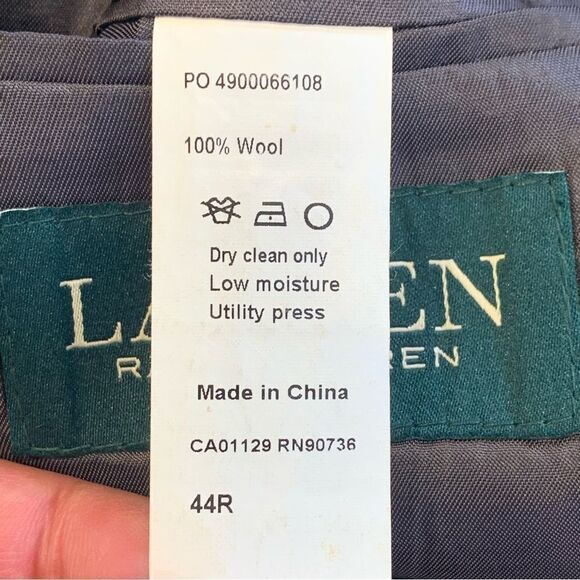 PO 4900066108
100% Wool
Dry clean only
Low moisture
Utility press
Made in China
CA01129 RN90736
44R